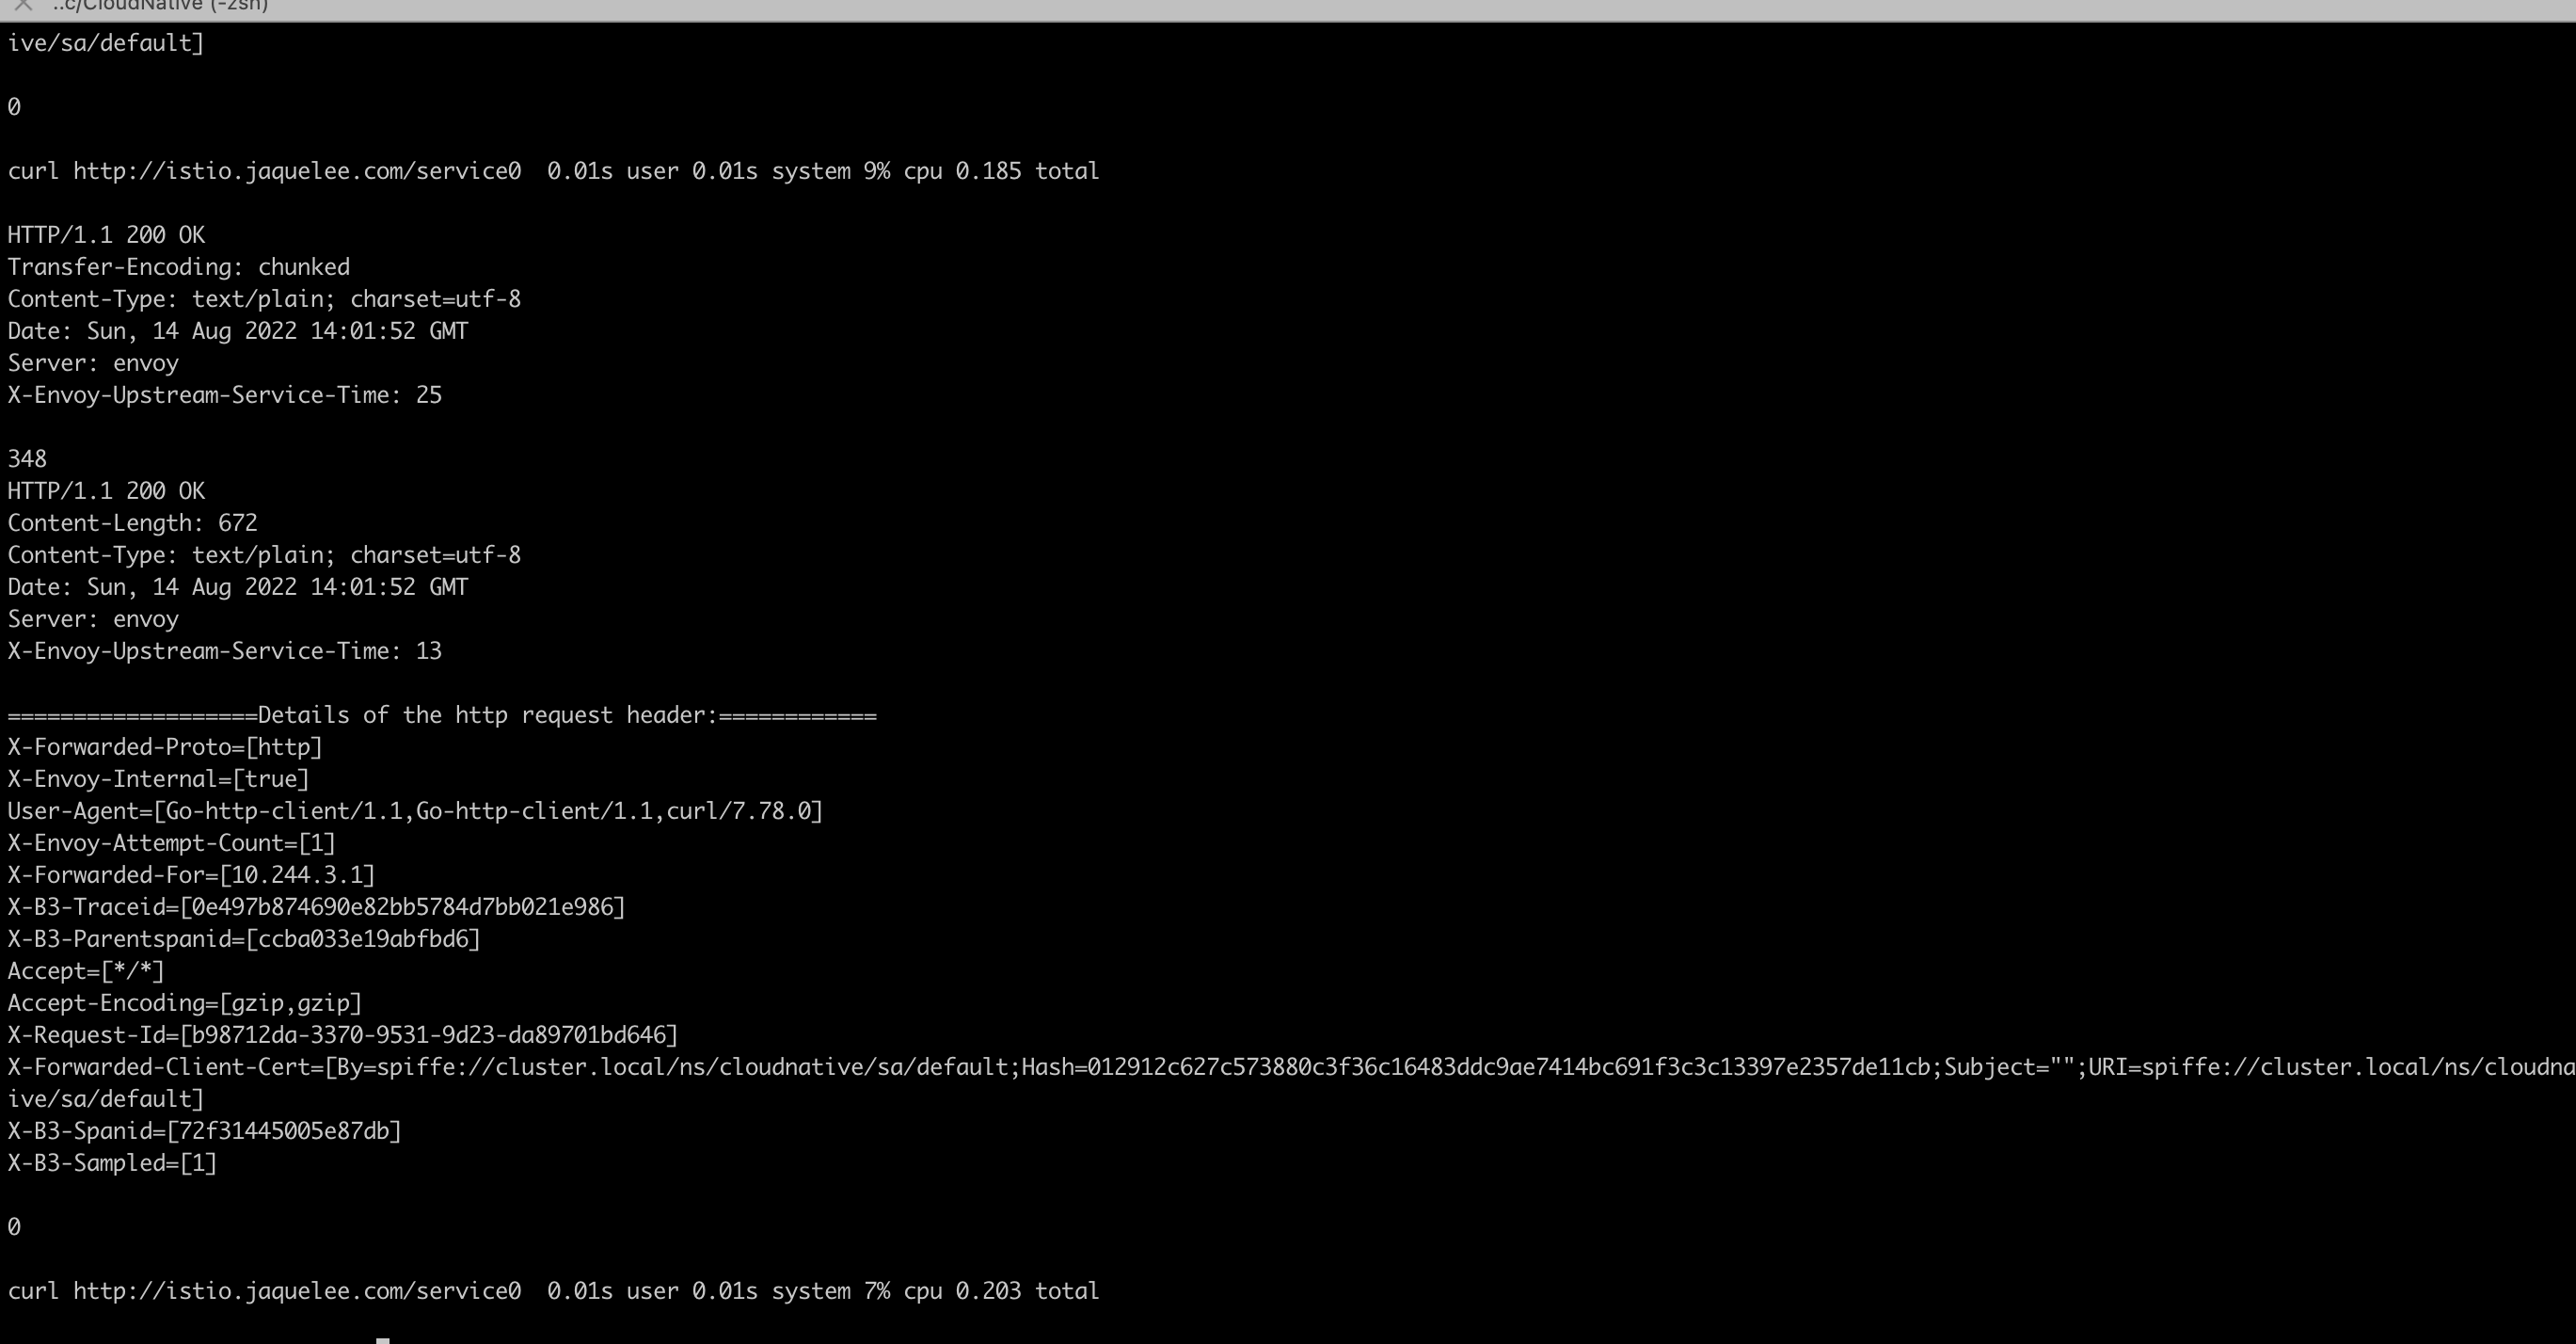 ..c/CloudNative (-zsh)
ive/sa/default]
0
curl http://istio.jaquelee.com/service0  0.01s user 0.01s system 9% cpu 0.185 total
HTTP/1.1 200 OK
Transfer-Encoding: chunked
Content-Type: text/plain; charset=utf-8
Date: Sun, 14 Aug 2022 14:01:52 GMT
Server: envoy
X-Envoy-Upstream-Service-Time: 25
348
HTTP/1.1 200 OK
Content-Length: 672
Content-Type: text/plain; charset=utf-8
Date: Sun, 14 Aug 2022 14:01:52 GMT
Server: envoy
X-Envoy-Upstream-Service-Time: 13
===================Details of the http request header:============
X-Forwarded-Proto=[http]
X-Envoy-Internal=[true]
User-Agent=[Go-http-client/1.1,Go-http-client/1.1,curl/7.78.0]
X-Envoy-Attempt-Count=[1]
X-Forwarded-For=[10.244.3.1]
X-B3-Traceid=[0e497b874690e82bb5784d7bb021e986]
X-B3-Parentspanid=[ccba033e19abfbd6]
Accept=[*/*]
Accept-Encoding=[gzip,gzip]
X-Request-Id=[b98712da-3370-9531-9d23-da89701bd646]
X-Forwarded-Client-Cert=[By=spiffe://cluster.local/ns/cloudnative/sa/default;Hash=012912c627c573880c3f36c16483ddc9ae7414bc691f3c3c13397e2357de11cb;Subject="";URI=spiffe://cluster.local/ns/cloudna
ive/sa/default]
X-B3-Spanid=[72f31445005e87db]
X-B3-Sampled=[1]
0
curl http://istio.jaquelee.com/service0  0.01s user 0.01s system 7% cpu 0.203 total